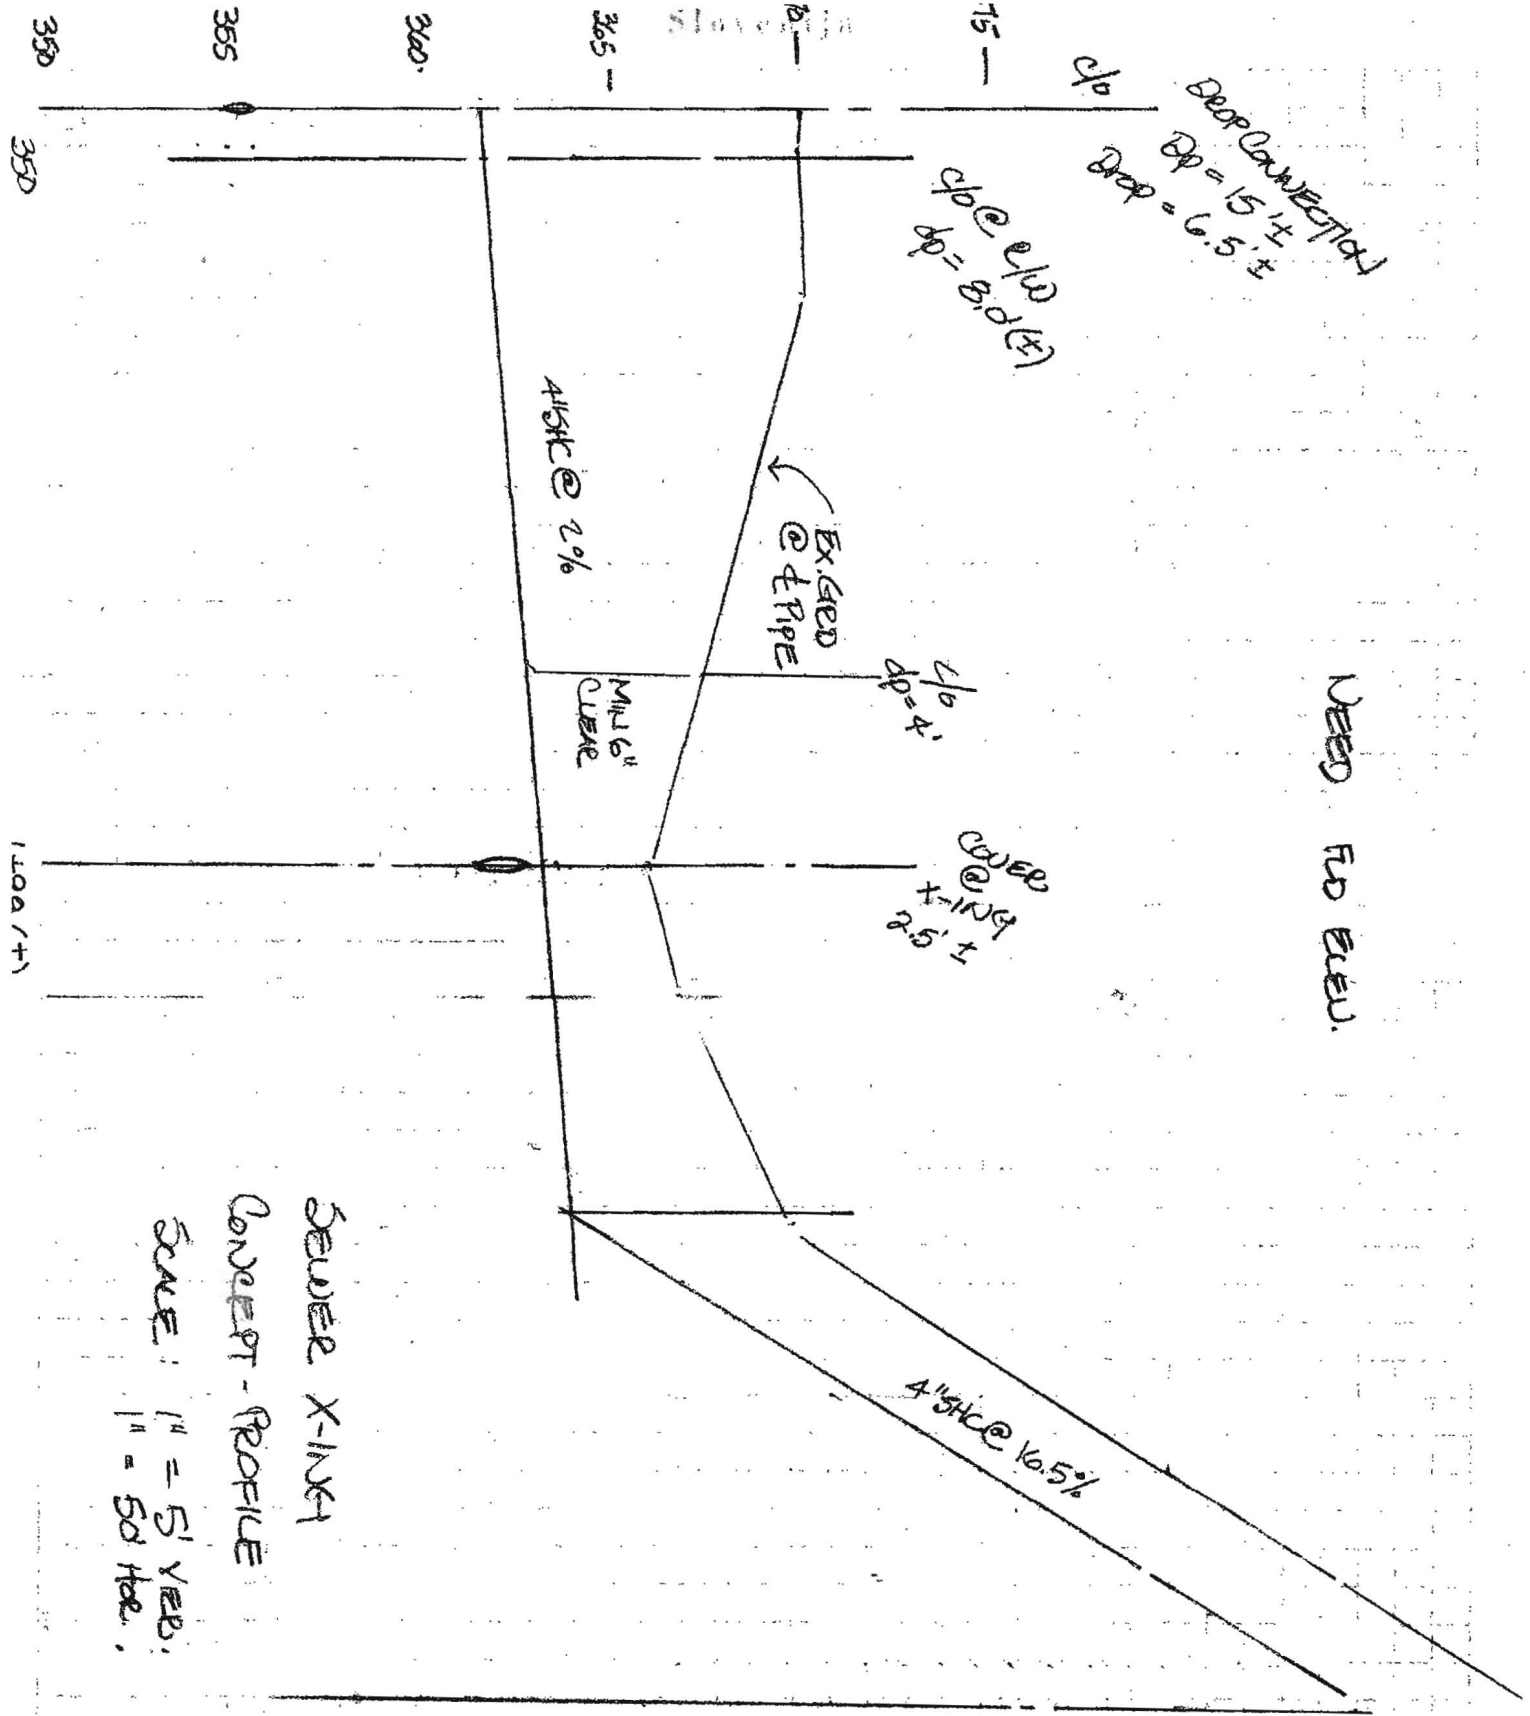 350
355
360
365 -
70 -
75 -
Slovenija
c/o
DROP CONNECTION
DP = 15'±
DROP = 6.5'±
c/o @ e/w
dp = 8.0'(±)
4"SHC @ 2%
EX. GRD
@ ℄ PIPE
c/o
dp = 4'
MIN 6"
CLEAR
COVER
@
X-ING
2.5' ±
NEED FLD ELEV.
4"SHC @ 16.5%
350
SEWER X-ING
CONCEPT - PROFILE
SCALE: 1" = 5' VER.
1" = 50' HOR.